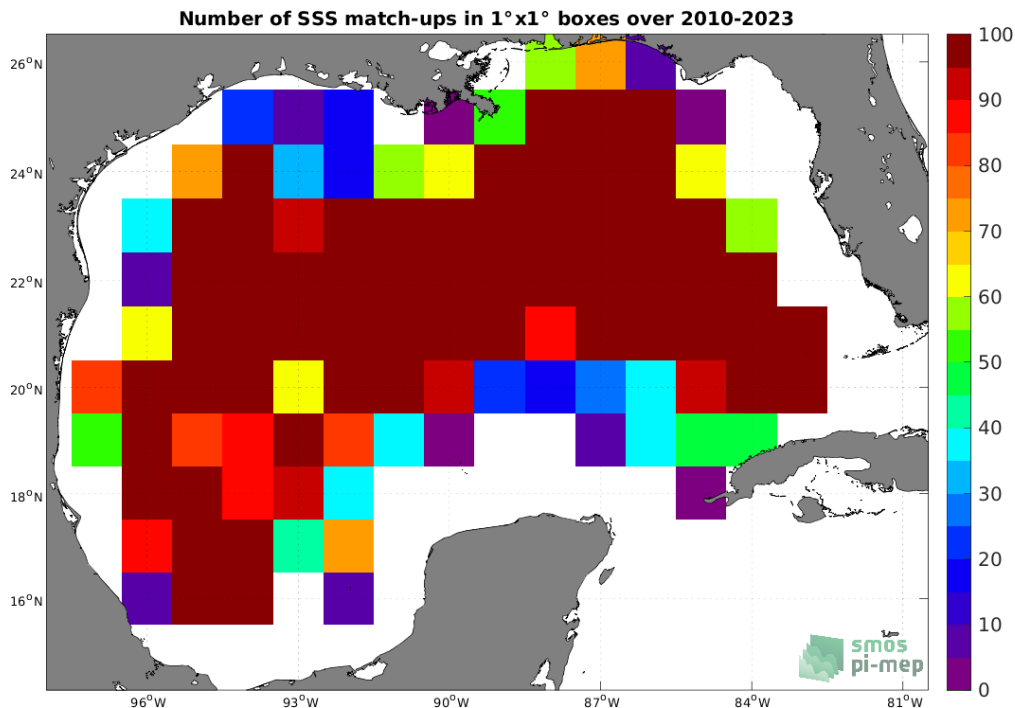 Number of SSS match-ups in 1°x1° boxes over 2010-2023
26°N
24°N
22°N
20°N
18°N
16°N
96°W
93°W
90°W
87°W
84°W
81°W
100
90
80
70
60
50
40
30
20
10
0
smos
pi-mep